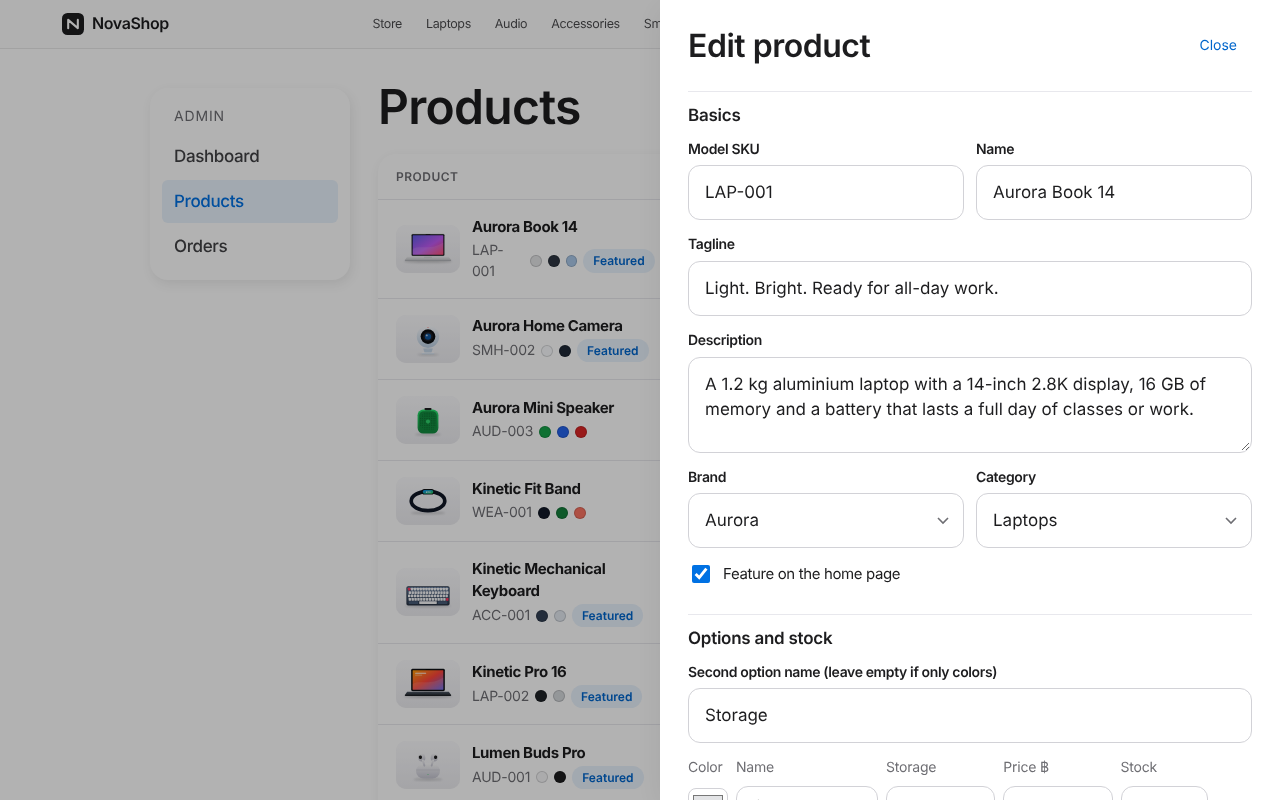 NovaShop
Store
Laptops
Audio
Accessories
ADMIN
Dashboard
Products
Orders
Products
PRODUCT
Aurora Book 14
LAP-
001
Featured
Aurora Home Camera
SMH-002
Featured
Aurora Mini Speaker
AUD-003
Kinetic Fit Band
WEA-001
Kinetic Mechanical
Keyboard
ACC-001
Featured
Kinetic Pro 16
LAP-002
Featured
Lumen Buds Pro
AUD-001
Featured
Edit product
Close
Basics
Model SKU
Name
LAP-001
Aurora Book 14
Tagline
Light. Bright. Ready for all-day work.
Description
A 1.2 kg aluminium laptop with a 14-inch 2.8K display, 16 GB of
memory and a battery that lasts a full day of classes or work.
Brand
Category
Aurora
Laptops
Feature on the home page
Options and stock
Second option name (leave empty if only colors)
Storage
Color
Name
Storage
Price ฿
Stock